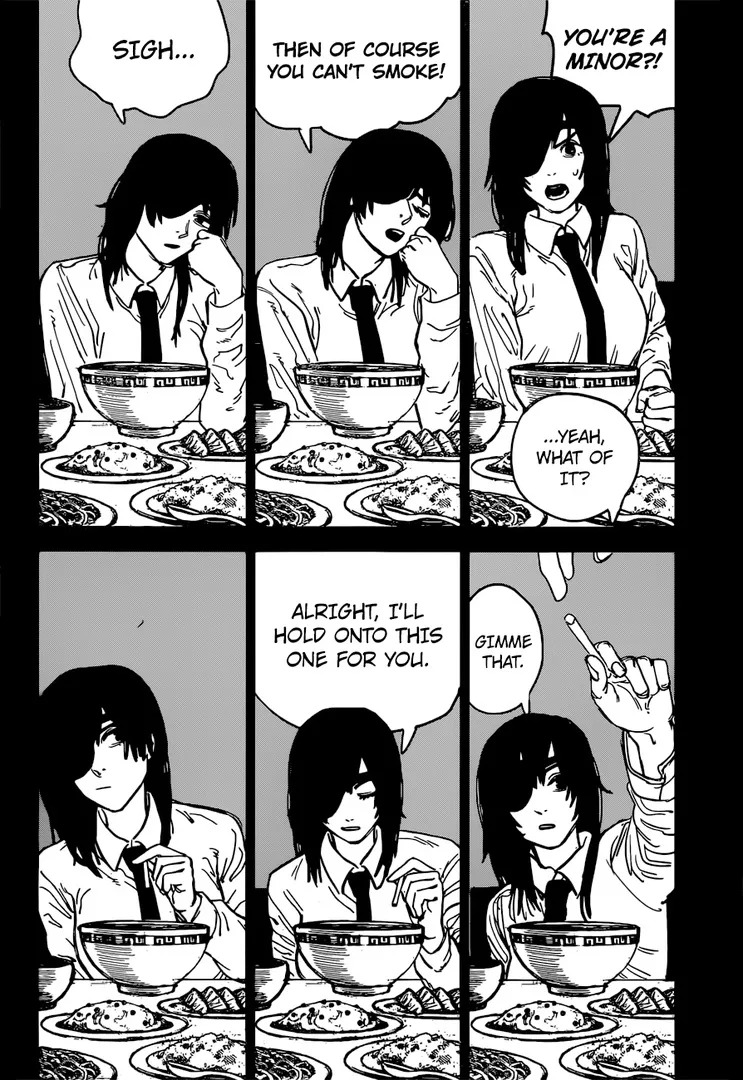 YOU'RE A
MINOR?!
...YEAH,
WHAT OF
IT?
THEN OF COURSE
YOU CAN'T SMOKE!
SIGH...
GIMME
THAT.
ALRIGHT, I'LL
HOLD ONTO THIS
ONE FOR YOU.